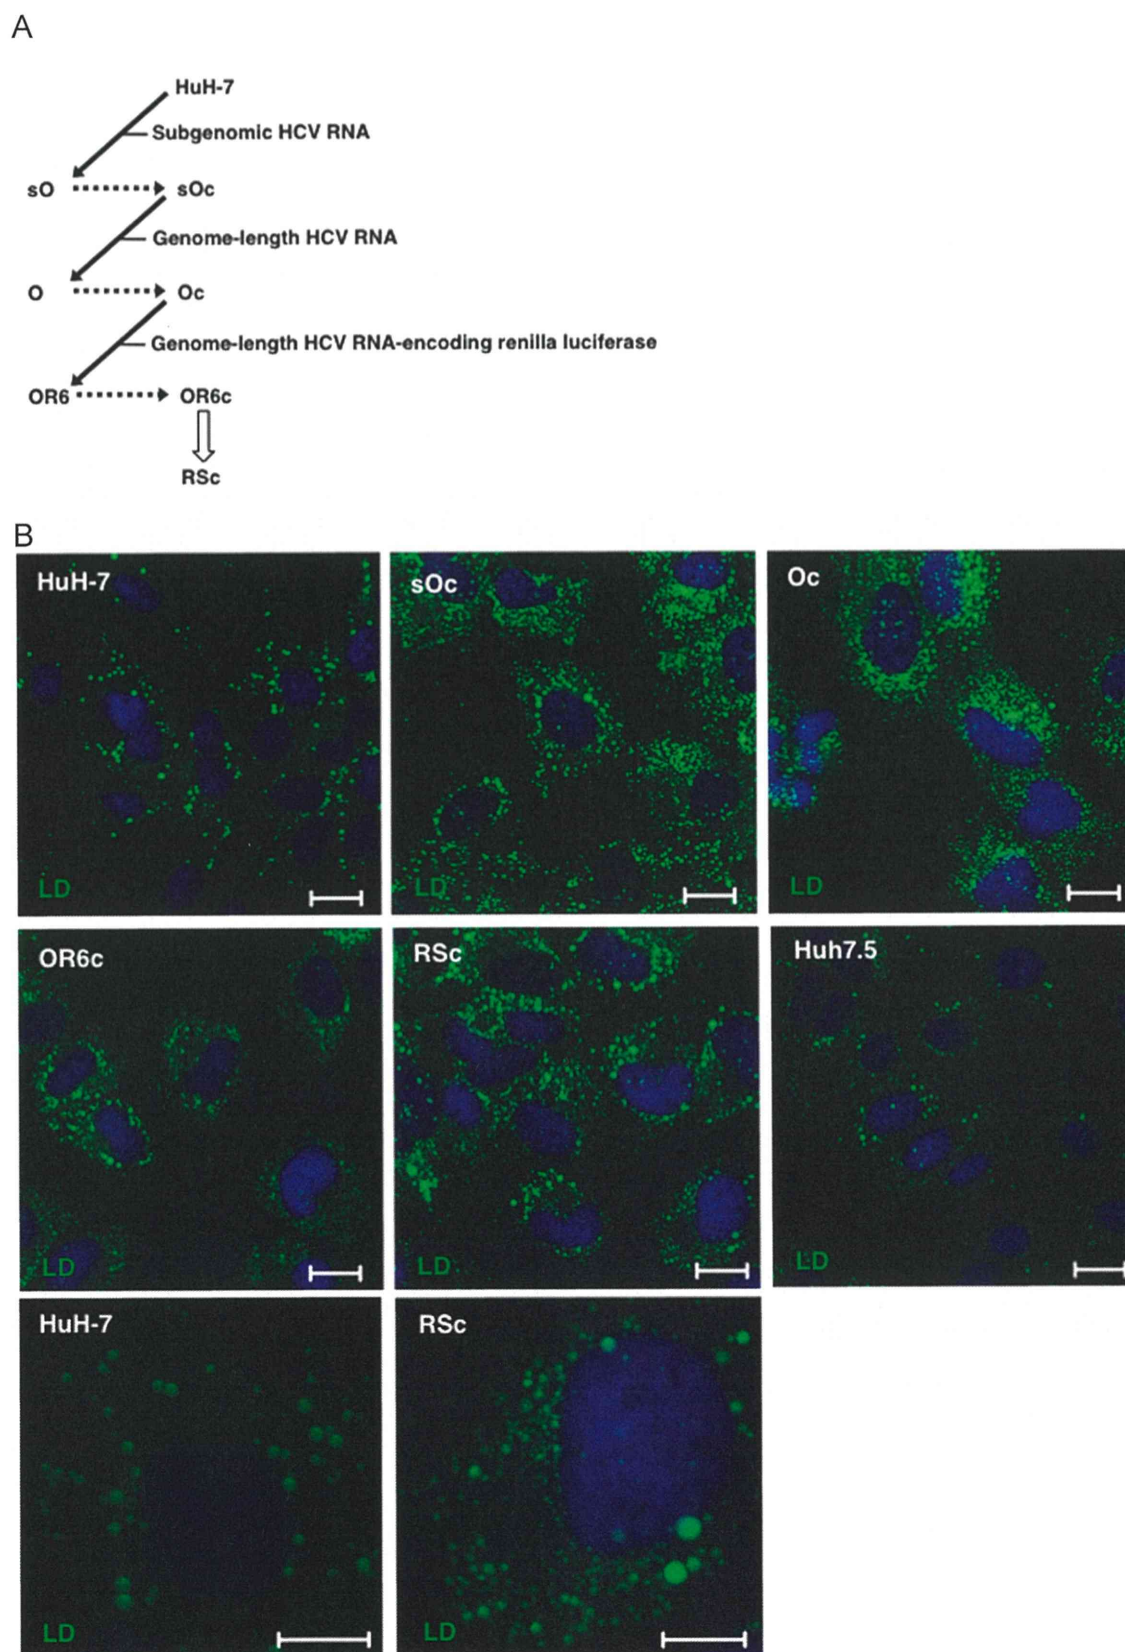 A
HuH-7
Subgenomic HCV RNA
sO sOc
Genome-length HCV RNA
O Oc
Genome-length HCV RNA-encoding renilla luciferase
OR6 OR6c
RSc
B
HuH-7 sOc Oc
LD LD LD
OR6c RSc Huh7.5
LD LD LD
HuH-7 RSc
LD LD